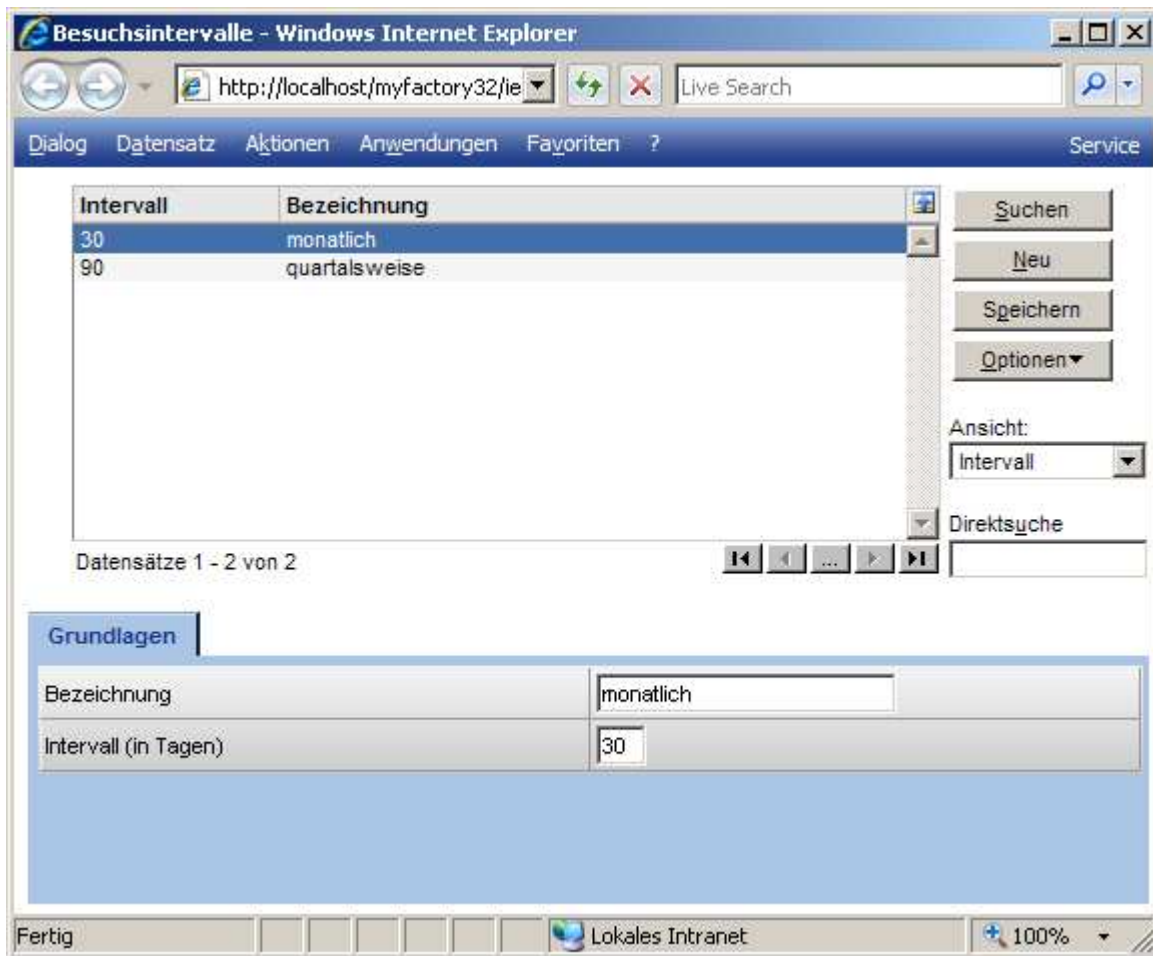 Besuchsintervalle - Windows Internet Explorer
http://localhost/myfactory32/ie Live Search
Dialog Datensatz Aktionen Anwendungen Favoriten ? Service
Intervall Bezeichnung
30 monatlich
90 quartalsweise
Suchen
Neu
Speichern
Optionen
Ansicht:
Intervall
Direktsuche
Datensätze 1 - 2 von 2 ...
Grundlagen
Bezeichnung monatlich
Intervall (in Tagen) 30
Fertig Lokales Intranet 100%